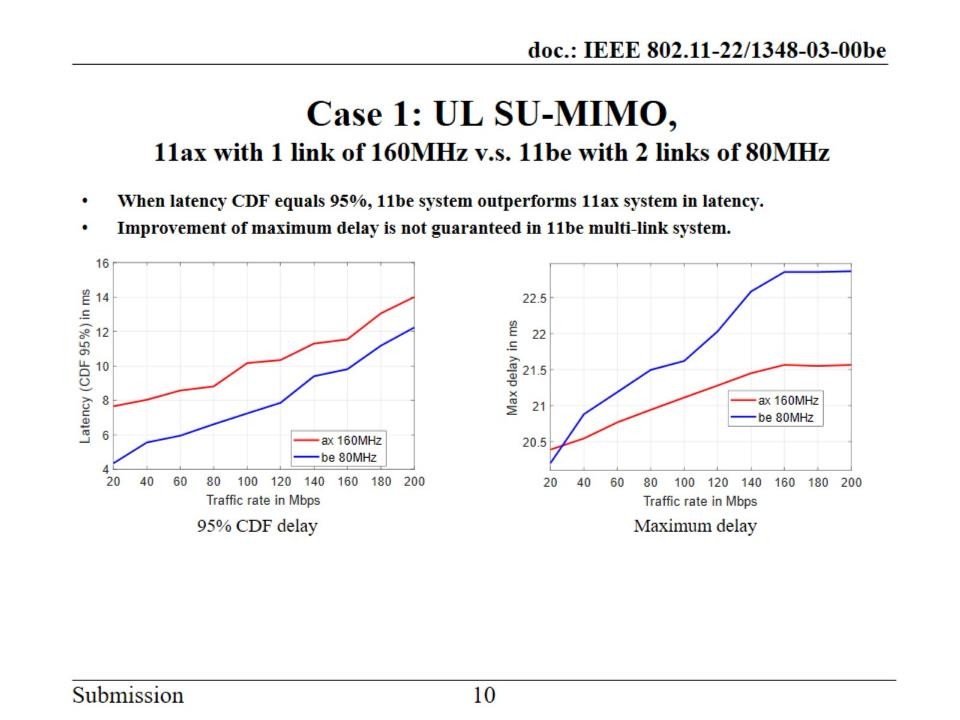 doc.: IEEE 802.11-22/1348-03-00be
Case 1: UL SU-MIMO,
11ax with 1 link of 160MHz v.s. 11be with 2 links of 80MHz
• When latency CDF equals 95%, 11be system outperforms 11ax system in latency.
• Improvement of maximum delay is not guaranteed in 11be multi-link system.
Latency (CDF 95%) in ms
16
14
12
10
8
6
4
20 40 60 80 100 120 140 160 180 200
Traffic rate in Mbps
ax 160MHz
be 80MHz
95% CDF delay
Max delay in ms
22.5
22
21.5
21
20.5
20 40 60 80 100 120 140 160 180 200
Traffic rate in Mbps
ax 160MHz
be 80MHz
Maximum delay
Submission
10